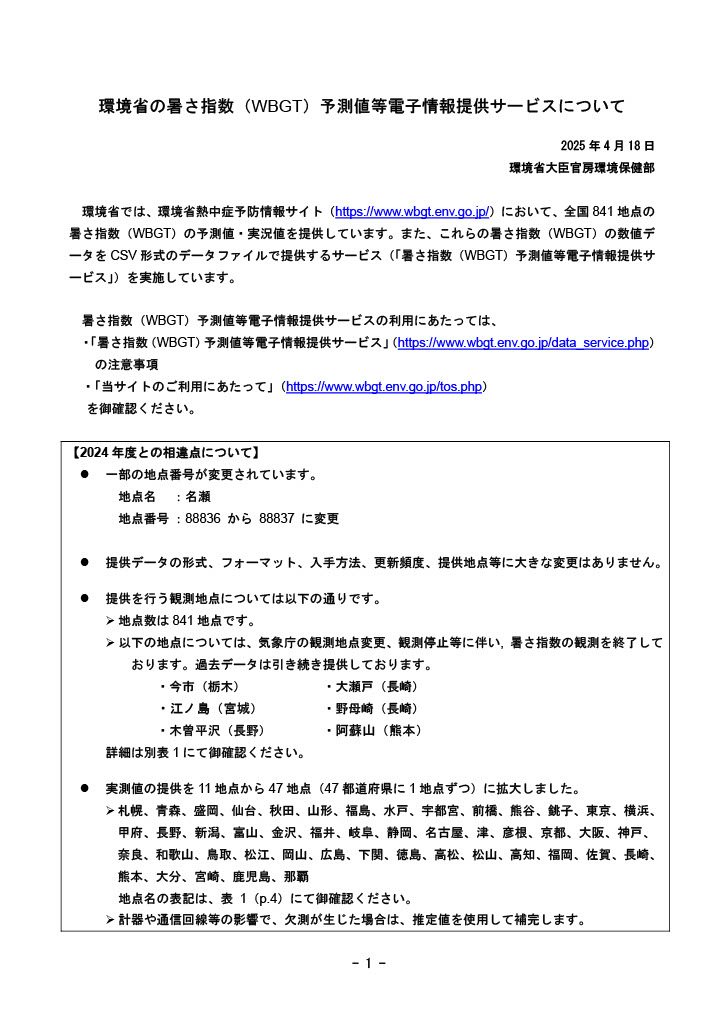 環境省の暑さ指数（WBGT）予測値等電子情報提供サービスについて
2025 年 4 月 18 日
環境省大臣官房環境保健部
環境省では、環境省熱中症予防情報サイト（https://www.wbgt.env.go.jp/）において、全国 841 地点の
暑さ指数（WBGT）の予測値・実況値を提供しています。また、これらの暑さ指数（WBGT）の数値デ
ータを CSV 形式のデータファイルで提供するサービス（「暑さ指数（WBGT）予測値等電子情報提供サ
ービス」）を実施しています。
暑さ指数（WBGT）予測値等電子情報提供サービスの利用にあたっては、
・「暑さ指数（WBGT）予測値等電子情報提供サービス」（https://www.wbgt.env.go.jp/data_service.php）
の注意事項
・「当サイトのご利用にあたって」（https://www.wbgt.env.go.jp/tos.php）
を御確認ください。
【2024 年度との相違点について】
● 一部の地点番号が変更されています。
地点名 ：名瀬
地点番号 ：88836 から 88837 に変更
● 提供データの形式、フォーマット、入手方法、更新頻度、提供地点等に大きな変更はありません。
● 提供を行う観測地点については以下の通りです。
➢ 地点数は 841 地点です。
➢ 以下の地点については、気象庁の観測地点変更、観測停止等に伴い, 暑さ指数の観測を終了して
おります。過去データは引き続き提供しております。
・今市（栃木） ・大瀬戸（長崎）
・江ノ島（宮城） ・野母崎（長崎）
・木曽平沢（長野） ・阿蘇山（熊本）
詳細は別表 1 にて御確認ください。
● 実測値の提供を 11 地点から 47 地点（47 都道府県に 1 地点ずつ）に拡大しました。
➢ 札幌、青森、盛岡、仙台、秋田、山形、福島、水戸、宇都宮、前橋、熊谷、銚子、東京、横浜、
甲府、長野、新潟、富山、金沢、福井、岐阜、静岡、名古屋、津、彦根、京都、大阪、神戸、
奈良、和歌山、鳥取、松江、岡山、広島、下関、徳島、高松、松山、高知、福岡、佐賀、長崎、
熊本、大分、宮崎、鹿児島、那覇
地点名の表記は、表 1（p.4）にて御確認ください。
➢ 計器や通信回線等の影響で、欠測が生じた場合は、推定値を使用して補完します。
- 1 -